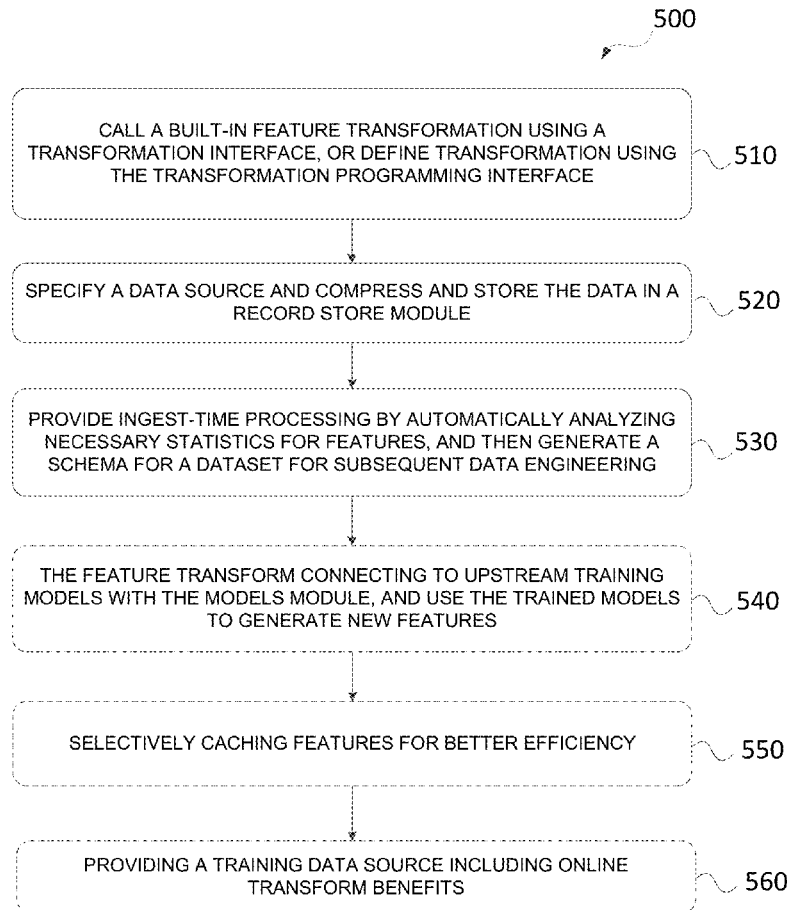 500
CALL A BUILT-IN FEATURE TRANSFORMATION USING A
TRANSFORMATION INTERFACE, OR DEFINE TRANSFORMATION USING
THE TRANSFORMATION PROGRAMMING INTERFACE
510
SPECIFY A DATA SOURCE AND COMPRESS AND STORE THE DATA IN A
RECORD STORE MODULE
520
PROVIDE INGEST-TIME PROCESSING BY AUTOMATICALLY ANALYZING
NECESSARY STATISTICS FOR FEATURES, AND THEN GENERATE A
SCHEMA FOR A DATASET FOR SUBSEQUENT DATA ENGINEERING
530
THE FEATURE TRANSFORM CONNECTING TO UPSTREAM TRAINING
MODELS WITH THE MODELS MODULE, AND USE THE TRAINED MODELS
TO GENERATE NEW FEATURES
540
SELECTIVELY CACHING FEATURES FOR BETTER EFFICIENCY
550
PROVIDING A TRAINING DATA SOURCE INCLUDING ONLINE
TRANSFORM BENEFITS
560